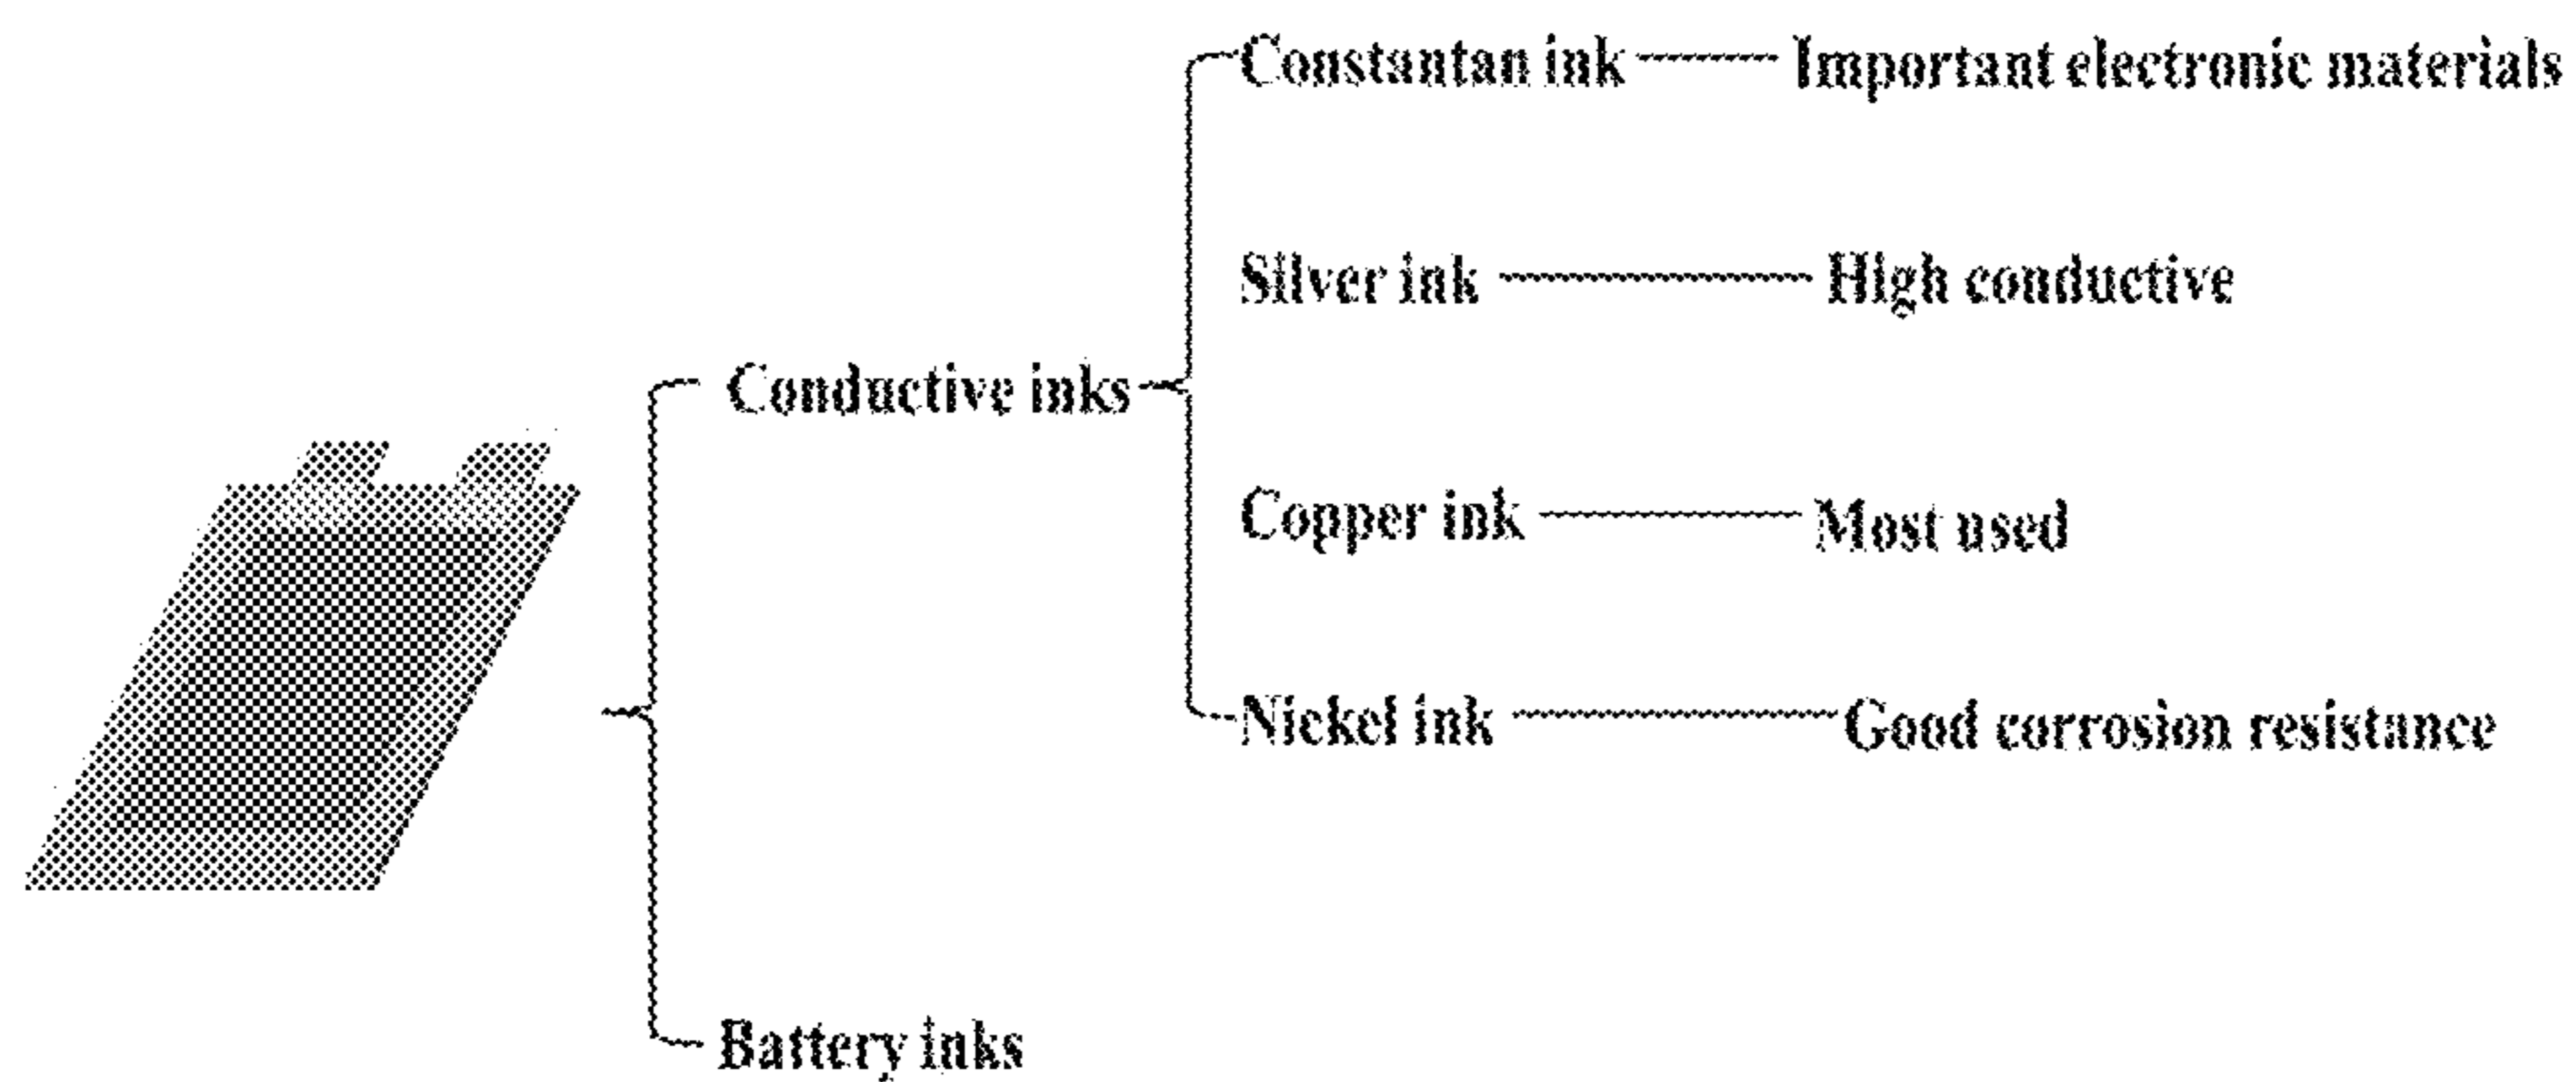 Constantan ink Important electronic materials
Silver ink High conductive
Conductive inks
Copper ink Most used
Nickel ink Good corrosion resistance
Battery inks